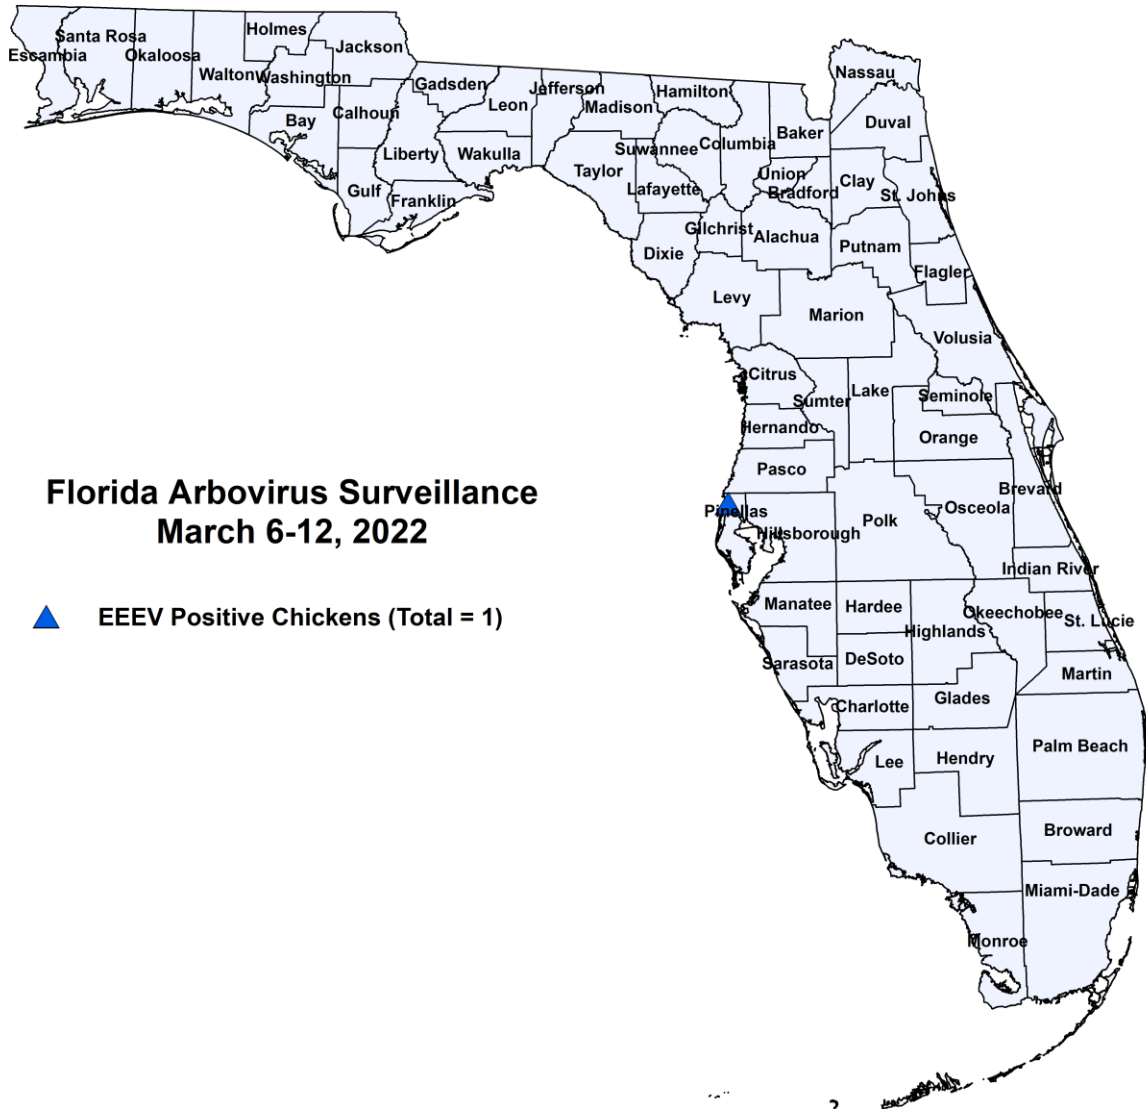 Holmes
Santa Rosa
Jackson
Escambia
Okaloosa
Walton
Washington
Nassau
Gadsden
Jefferson
Hamilton
Leon
Madison
Calhoun
Bay
Duval
Baker
Columbia
Suwannee
Liberty
Wakulla
Taylor
Union
Clay
Lafayette
Bradford
Gulf
Franklin
St. Johns
Gilchrist
Alachua
Putnam
Dixie
Flagler
Levy
Marion
Volusia
Citrus
Lake
Sumter
Seminole
Hernando
Orange
Pasco
Brevard
Florida Arbovirus Surveillance
March 6-12, 2022
Pinellas
Osceola
Polk
Hillsborough
Indian River
Manatee
Hardee
Okeechobee
St. Lucie
EEEV Positive Chickens (Total = 1)
Highlands
Sarasota
DeSoto
Martin
Glades
Charlotte
Palm Beach
Hendry
Lee
Broward
Collier
Miami-Dade
Monroe